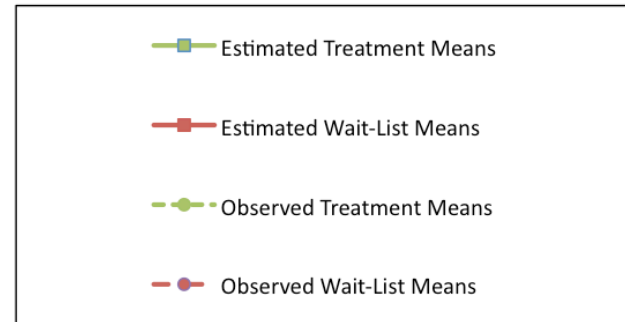 Estimated Treatment Means
Estimated Wait-List Means
Observed Treatment Means
Observed Wait-List Means